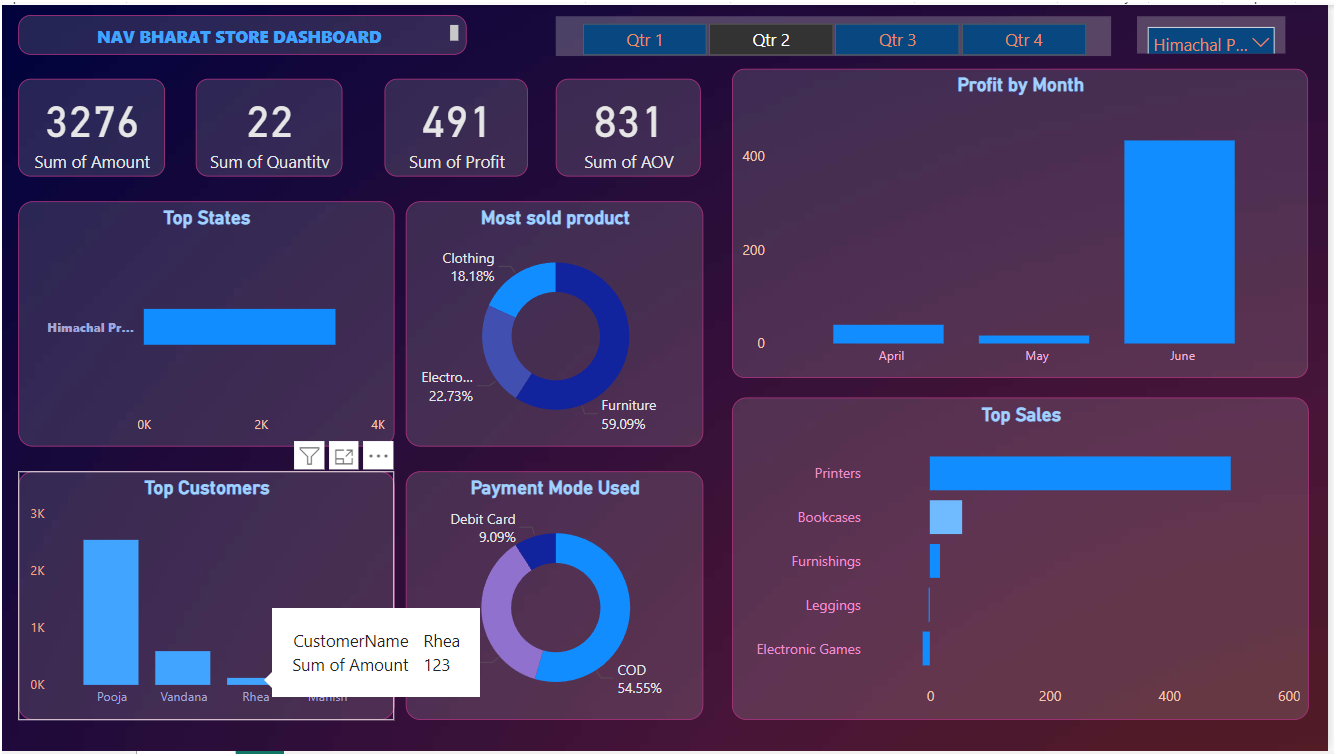 NAV BHARAT STORE DASHBOARD
Qtr 1
Qtr 2
Qtr 3
Qtr 4
Himachal P...
3276
Sum of Amount
22
Sum of Quantity
491
Sum of Profit
831
Sum of AOV
Profit by Month
400
200
0
April
May
June
Top States
Himachal Pr...
0K
2K
4K
Most sold product
Clothing
18.18%
Electro...
22.73%
Furniture
59.09%
Top Customers
3K
2K
1K
0K
Pooja
Vandana
Rhea
Manish
CustomerName Rhea
Sum of Amount 123
Payment Mode Used
Debit Card
9.09%
COD
54.55%
Top Sales
Printers
Bookcases
Furnishings
Leggings
Electronic Games
0
200
400
600